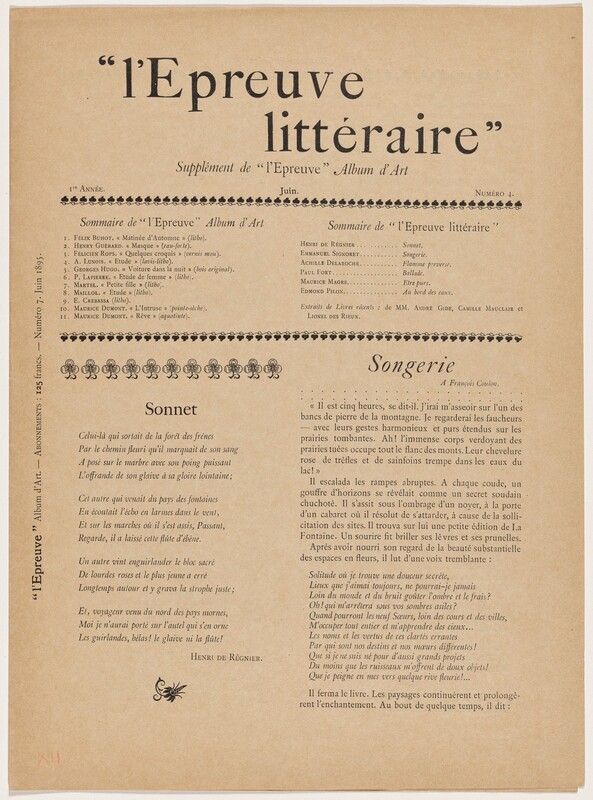 “l'Epreuve
littéraire”
Supplément de “l'Epreuve” Album d'Art
1re ANNÉE.
Juin.
NUMÉRO 4.
Sommaire de “l'Epreuve” Album d'Art
1. FÉLIX BUHOT. « Matinée d'Automne » (litho).
2. HENRY GUÉRARD. « Masque » (eau-forte).
3. FÉLICIEN ROPS. « Quelques croquis » (vernis mou).
4. A. LUNOIS. « Etude » (lavis-litho).
5. GEORGES HUGO. « Voiture dans la nuit » (bois original).
6. P. LAPIERRE. « Etude de femme » (litho).
7. MARTEL. « Petite fille » (litho).
8. MAILLOL. « Etude » (litho).
9. E. CREBASSA (litho).
10. MAURICE DUMONT. « L'Intruse » (pointe-sèche).
11. MAURICE DUMONT. « Rêve » (aquatinte).
Sommaire de “l'Epreuve littéraire”
HENRI DE RÉGNIER .......... Sonnet.
EMMANUEL SIGNORET .......... Songerie.
ACHILLE DELAROCHE .......... Flamme perverse.
PAUL FORT .......... Ballade.
MAURICE MAGRE .......... Etre purs.
EDMOND PILON .......... Au bord des eaux.
Extraits de Livres récents : de MM. ANDRÉ GIDE, CAMILLE MAUCLAIR et
LIONEL DES RIEUX.
“l'Epreuve” Album d'Art. — ABONNEMENTS : 125 francs. — Numéro 7. Juin 1895.
Sonnet
Celui-là qui sortait de la forêt des frênes
Par le chemin fleuri qu'il marquait de son sang
A posé sur le marbre avec son poing puissant
L'offrande de son glaive à sa gloire lointaine;
Cet autre qui venait du pays des fontaines
En écoutait l'écho en larmes dans le vent,
Et sur les marches où il s'est assis, Passant,
Regarde, il a laissé cette flûte d'ébène.
Un autre vint enguirlander le bloc sacré
De lourdes roses et le plus jeune a erré
Longtemps autour et y grava la strophe juste;
Et, voyageur venu du nord des pays mornes,
Moi je n'aurai porté sur l'autel qui s'en orne
Les guirlandes, hélas! le glaive ni la flûte!
HENRI DE RÉGNIER.
Songerie
A François Coulon.
« Il est cinq heures, se dit-il. J'irai m'asseoir sur l'un des
bancs de pierre de la montagne. Je regarderai les faucheurs
— avec leurs gestes harmonieux et purs étendus sur les
prairies tombantes. Ah! l'immense corps verdoyant des
prairies tuées occupe tout le flanc des monts. Leur chevelure
rose de trèfles et de sainfoins trempe dans les eaux du
lac! »
Il escalada les rampes abruptes. A chaque coude, un
gouffre d'horizons se révélait comme un secret soudain
chuchoté. Il s'assit sous l'ombrage d'un noyer, à la porte
d'un cabaret où il résolut de s'attarder, à cause de la solli-
citation des sites. Il trouva sur lui une petite édition de La
Fontaine. Un sourire fit briller ses lèvres et ses prunelles.
Après avoir nourri son regard de la beauté substantielle
des espaces en fleurs, il lut d'une voix tremblante :
Solitude où je trouve une douceur secrète,
Lieux que j'aimai toujours, ne pourrai-je jamais
Loin du monde et du bruit goûter l'ombre et le frais?
Oh! qui m'arrêtera sous vos sombres asiles?
Quand pourront les neuf Sœurs, loin des cours et des villes,
M'occuper tout entier et m'apprendre des cieux...
Les noms et les vertus de ces clartés errantes
Par qui sont nos destins et nos mœurs différentes!
Que si je ne suis né pour d'aussi grands projets
Du moins que les ruisseaux m'offrent de doux objets!
Que je peigne en mes vers quelque rive fleurie!...
Il ferma le livre. Les paysages continuèrent et prolongè-
rent l'enchantement. Au bout de quelque temps, il dit :